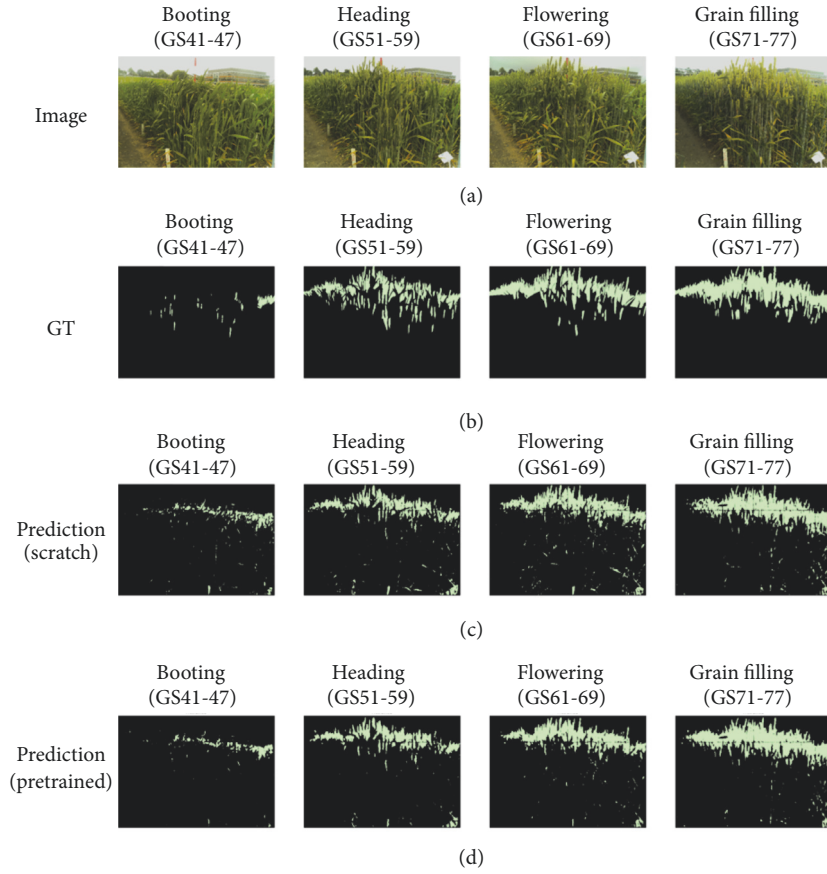 Booting Heading Flowering Grain filling
(GS41-47) (GS51-59) (GS61-69) (GS71-77)
Image
(a)
Booting Heading Flowering Grain filling
(GS41-47) (GS51-59) (GS61-69) (GS71-77)
GT
(b)
Booting Heading Flowering Grain filling
(GS41-47) (GS51-59) (GS61-69) (GS71-77)
Prediction
(scratch)
(c)
Booting Heading Flowering Grain filling
(GS41-47) (GS51-59) (GS61-69) (GS71-77)
Prediction
(pretrained)
(d)